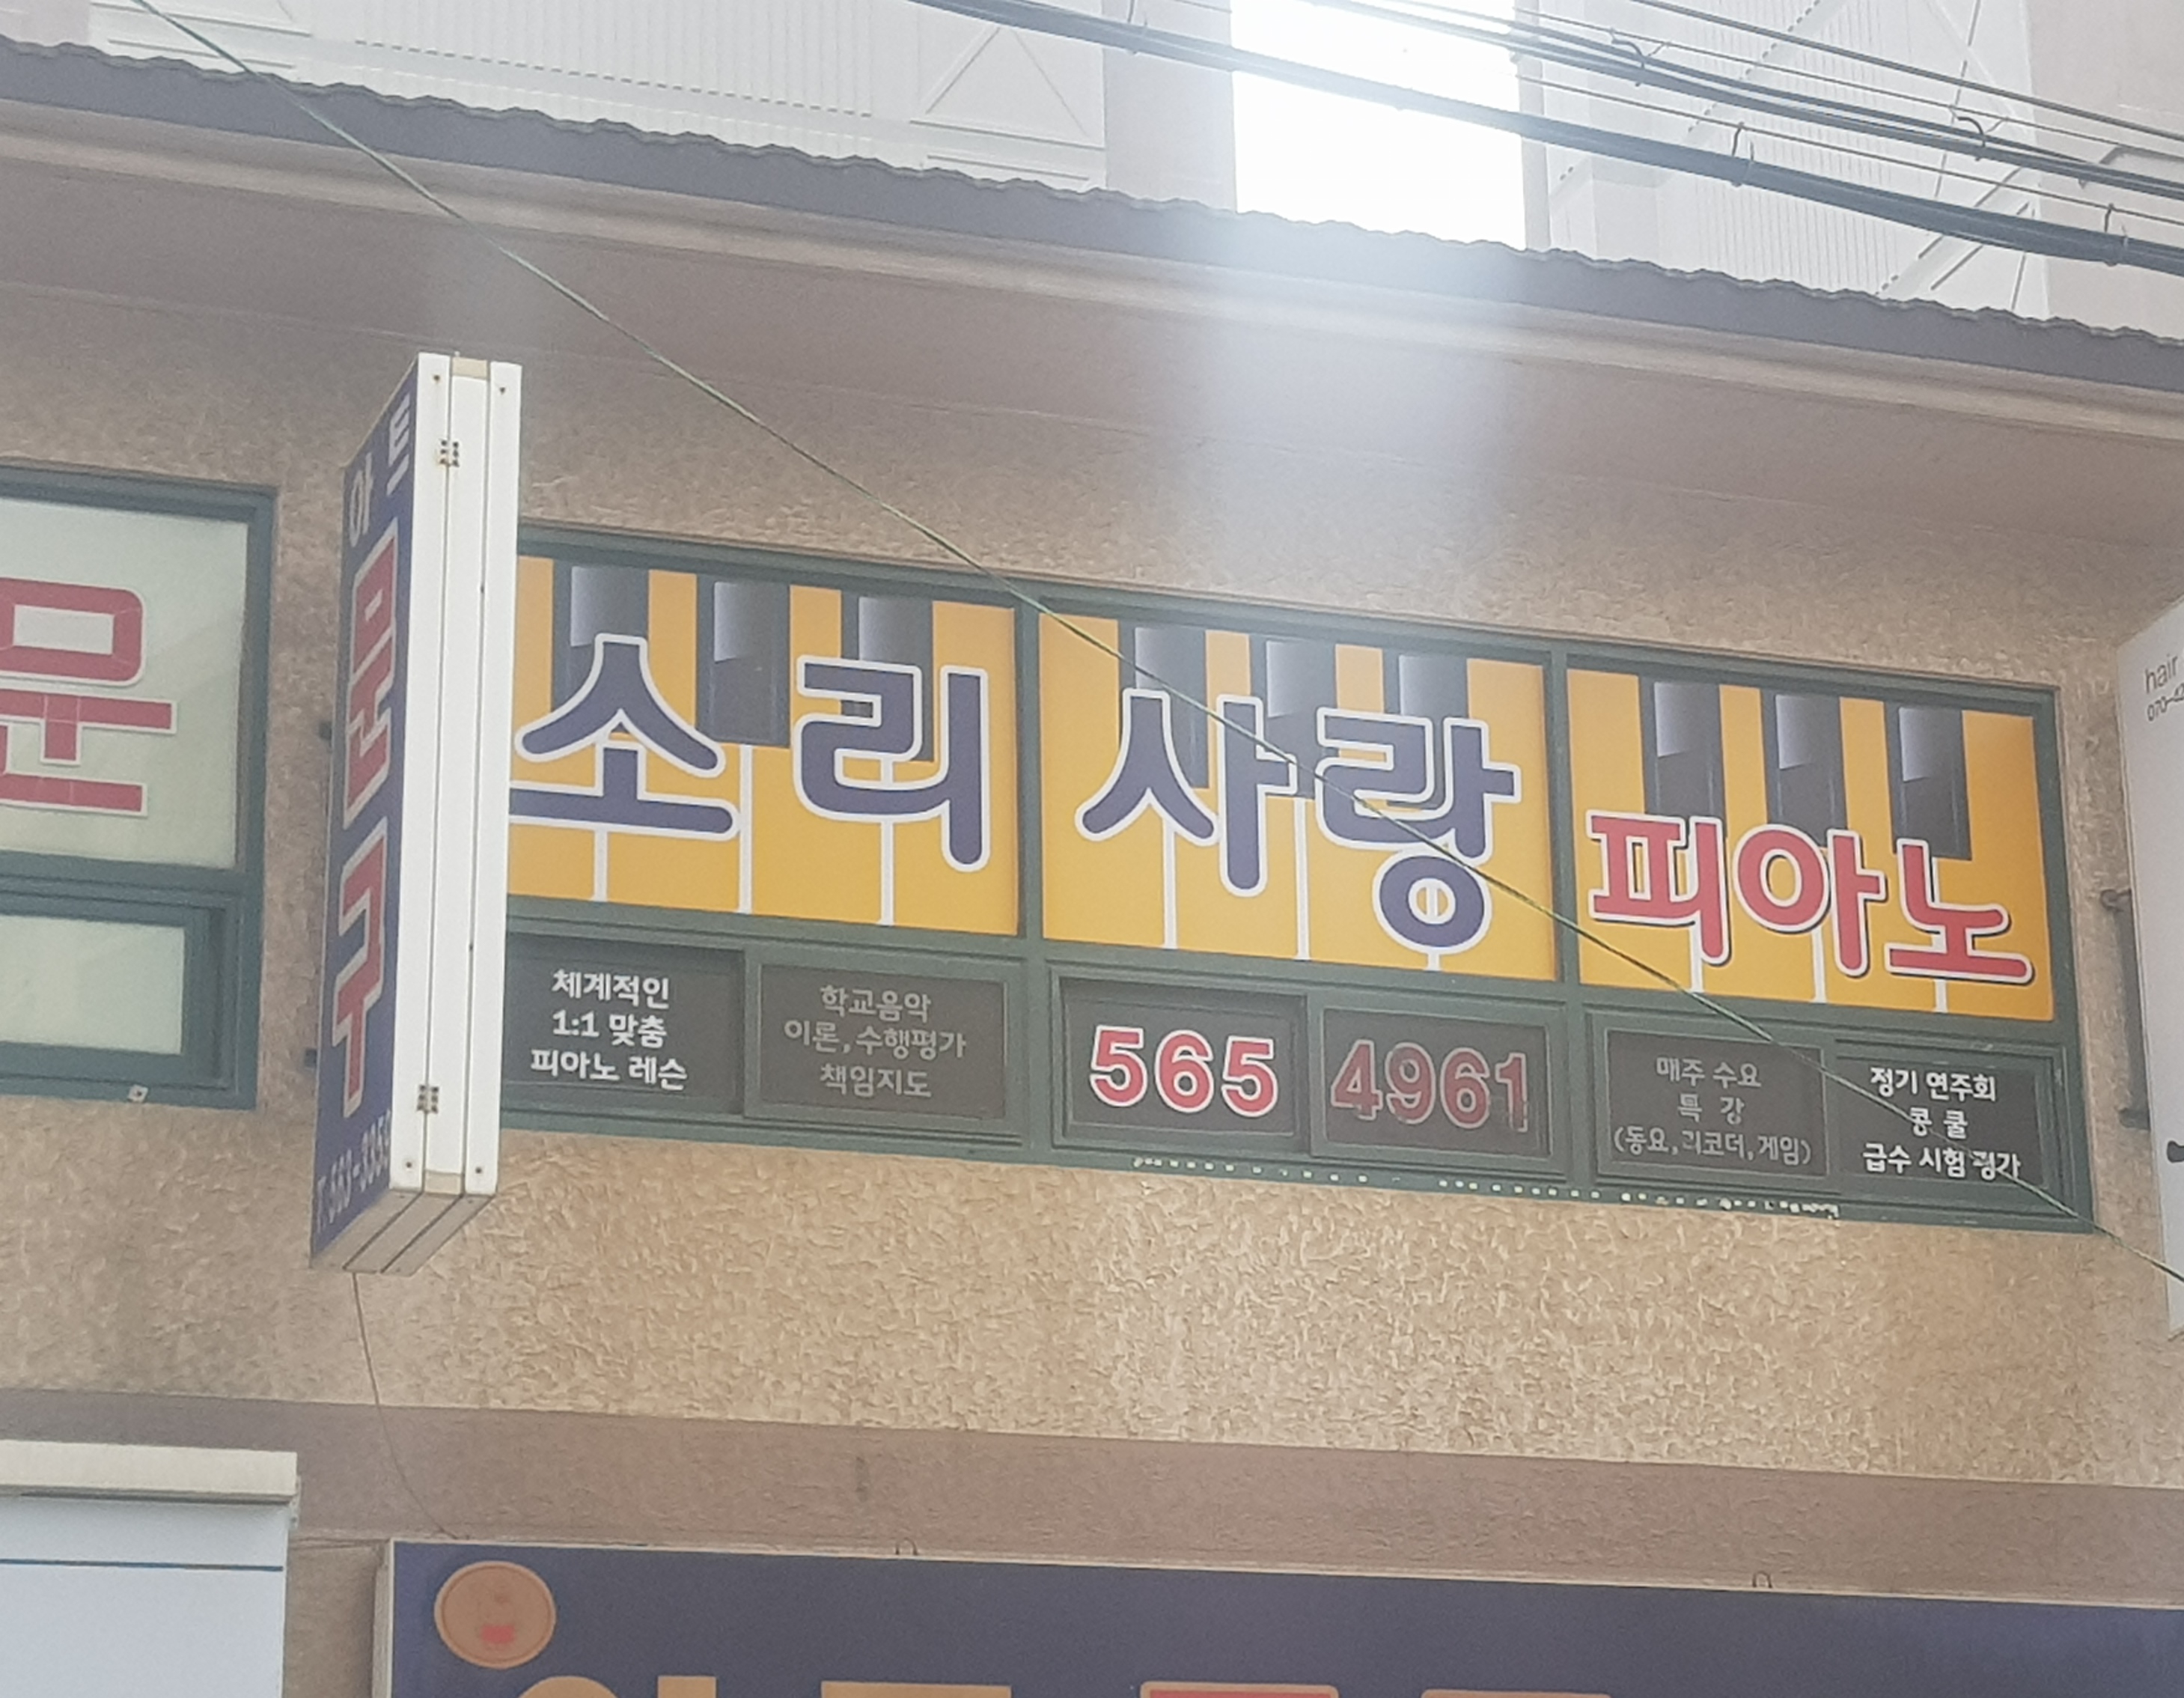 문
아트
문구
소리 사랑 피아노
체계적인
1:1 맞춤
피아노 레슨
학교음악
이론, 수행평가
책임지도
565 4961
매주 수요
특 강
(동요, 리코더, 게임)
정기 연주회
콩 쿨
급수 시험 평가
hair